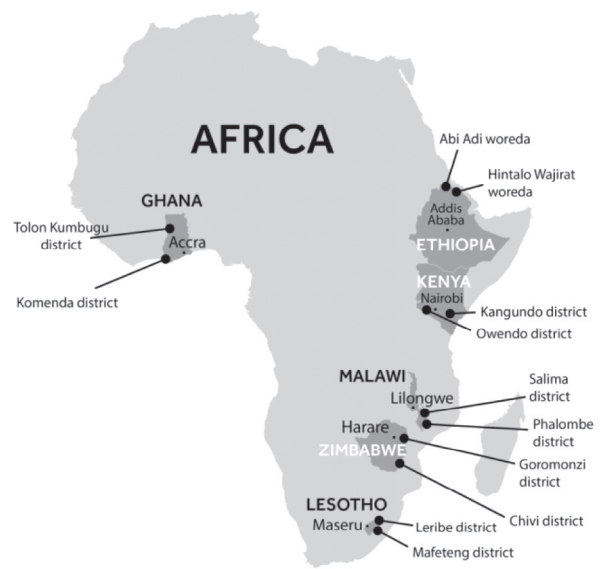 AFRICA
Abi Adi woreda
Hintalo Wajirat
woreda
GHANA
Addis
Ababa
Tolon Kumbugu
district
Accra
ETHIOPIA
KENYA
Nairobi
Komenda district
Kangundo district
Owendo district
MALAWI
Salima
district
Lilongwe
Phalombe
district
Harare
ZIMBABWE
Goromonzi
district
LESOTHO
Chivi district
Maseru
Leribe district
Mafeteng district